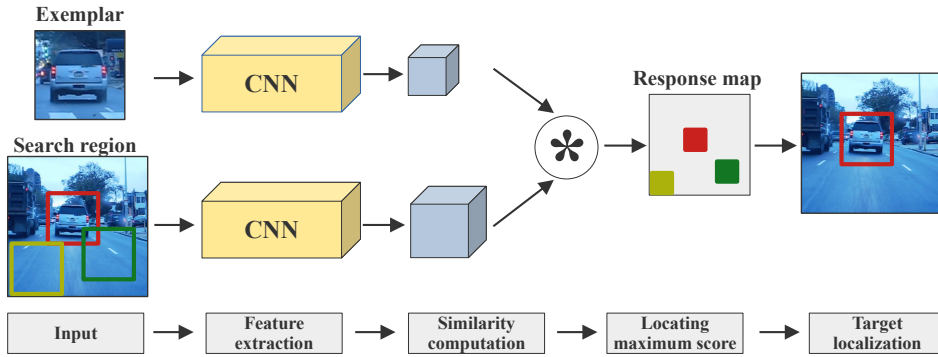 Exemplar
CNN
Response map
*
Search region
CNN
Input
Feature
extraction
Similarity
computation
Locating
maximum score
Target
localization